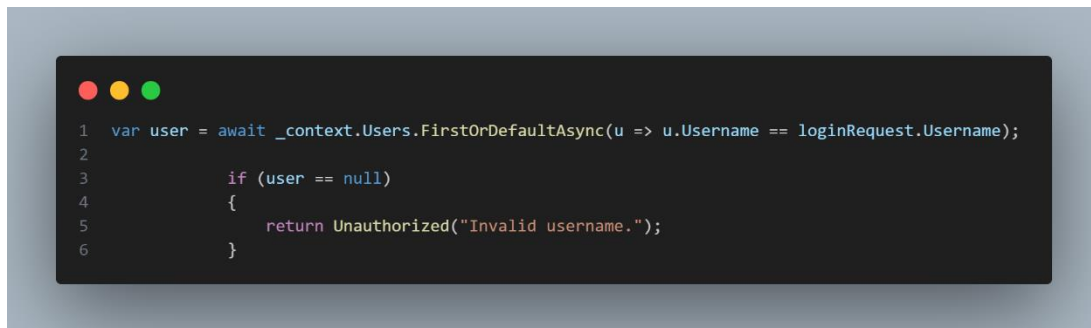 1 var user = await _context.Users.FirstOrDefaultAsync(u => u.Username == loginRequest.Username);
2
3 if (user == null)
4 {
5 return Unauthorized("Invalid username.");
6 }